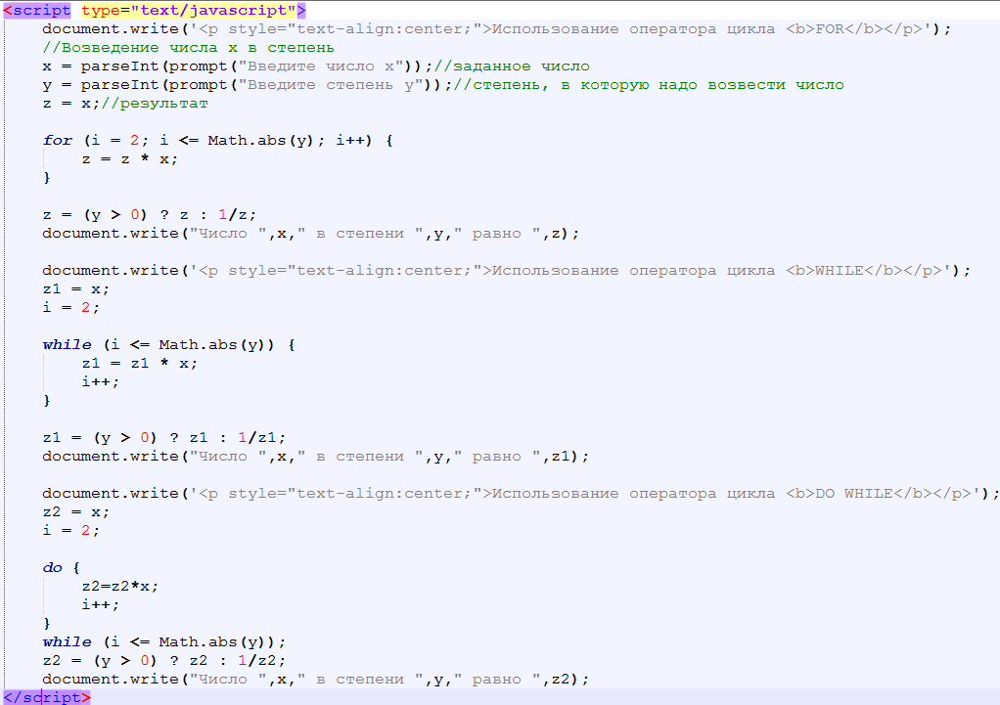 <script type="text/javascript">
document.write('<p style="text-align:center;">Использование оператора цикла <b>FOR</b></p>');
//Возведение числа x в степень
x = parseInt(prompt("Введите число x"));//заданное число
y = parseInt(prompt("Введите степень y"));//степень, в которую надо возвести число
z = x;//результат
for (i = 2; i <= Math.abs(y); i++) {
z = z * x;
}
z = (y > 0) ? z : 1/z;
document.write("Число ",x," в степени ",y," равно ",z);
document.write('<p style="text-align:center;">Использование оператора цикла <b>WHILE</b></p>');
z1 = x;
i = 2;
while (i <= Math.abs(y)) {
z1 = z1 * x;
i++;
}
z1 = (y > 0) ? z1 : 1/z1;
document.write("Число ",x," в степени ",y," равно ",z1);
document.write('<p style="text-align:center;">Использование оператора цикла <b>DO WHILE</b></p>');
z2 = x;
i = 2;
do {
z2=z2*x;
i++;
}
while (i <= Math.abs(y));
z2 = (y > 0) ? z2 : 1/z2;
document.write("Число ",x," в степени ",y," равно ",z2);
</script>